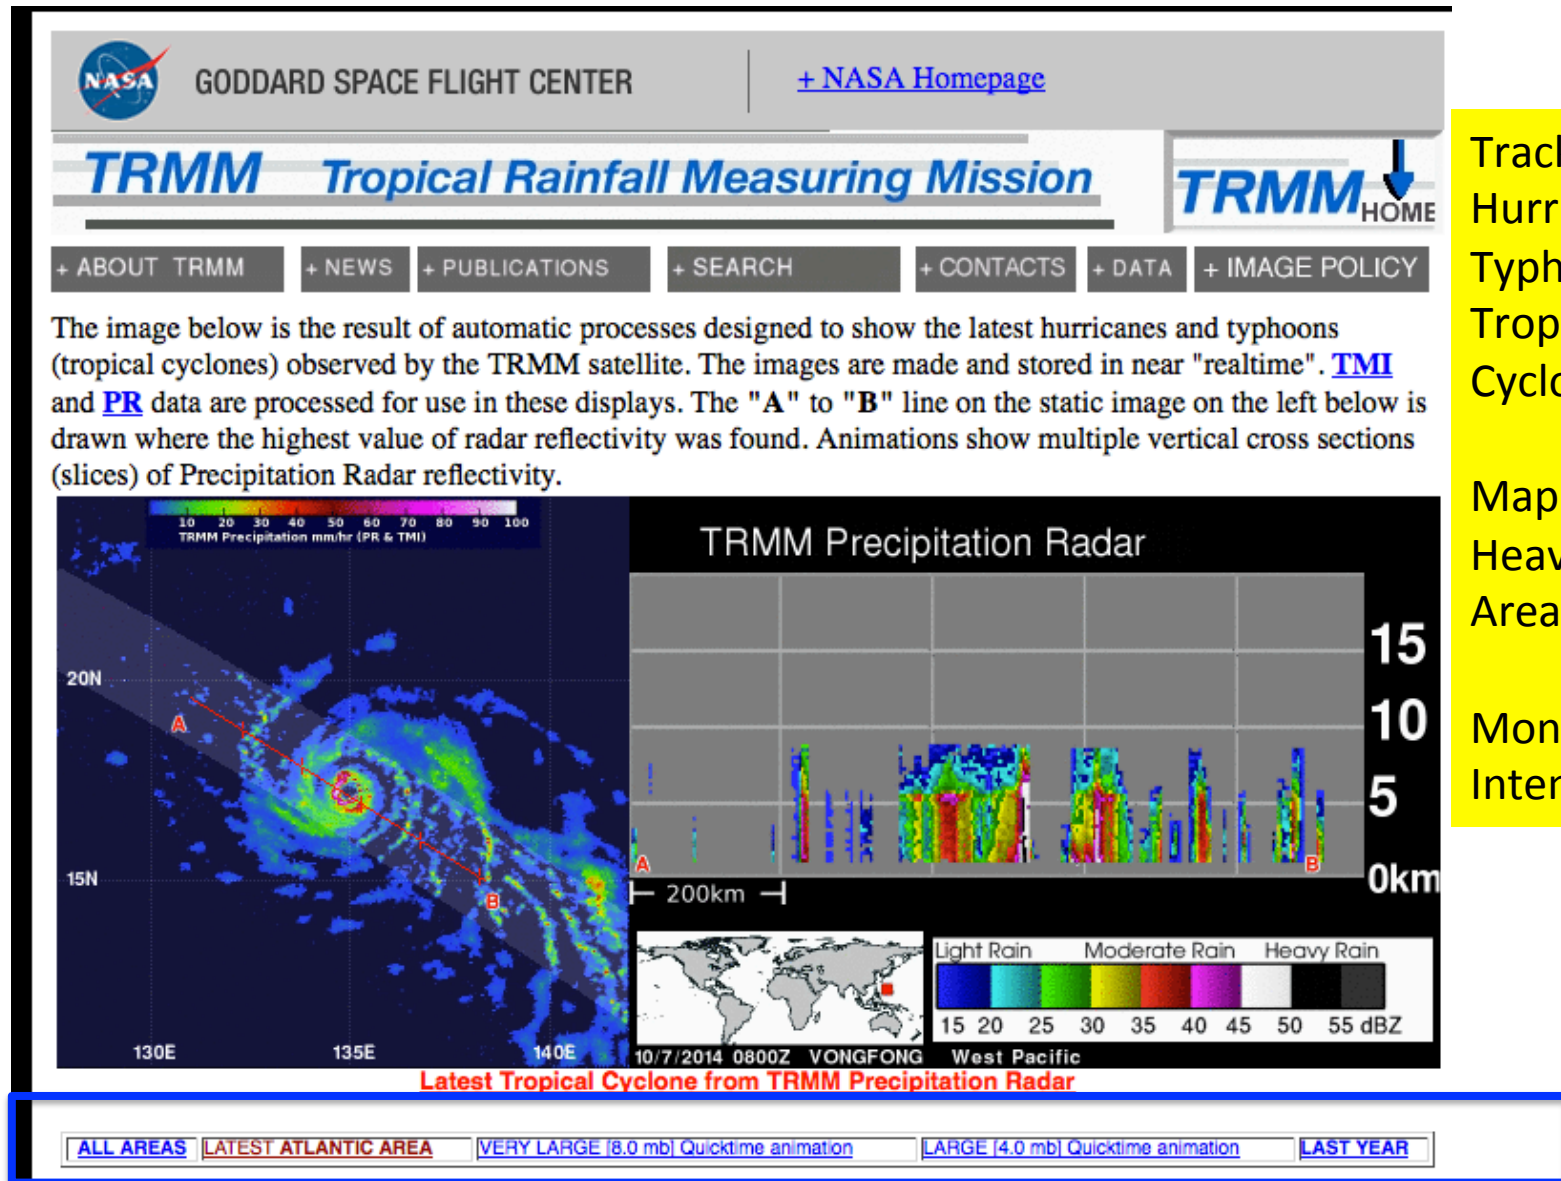 NASA
GODDARD SPACE FLIGHT CENTER
+ NASA Homepage
TRMM Tropical Rainfall Measuring Mission
TRMM HOME
+ ABOUT TRMM + NEWS + PUBLICATIONS + SEARCH + CONTACTS + DATA + IMAGE POLICY
The image below is the result of automatic processes designed to show the latest hurricanes and typhoons
(tropical cyclones) observed by the TRMM satellite. The images are made and stored in near "realtime". TMI
and PR data are processed for use in these displays. The "A" to "B" line on the static image on the left below is
drawn where the highest value of radar reflectivity was found. Animations show multiple vertical cross sections
(slices) of Precipitation Radar reflectivity.
10 20 30 40 50 60 70 80 90 100
TRMM Precipitation mm/hr (PR & TMI)
20N
A
15N
B
130E 135E 140E
TRMM Precipitation Radar
15
10
5
0km
A
B
200km
Light Rain Moderate Rain Heavy Rain
15 20 25 30 35 40 45 50 55 dBZ
10/7/2014 0800Z VONGFONG West Pacific
Latest Tropical Cyclone from TRMM Precipitation Radar
ALL AREAS LATEST ATLANTIC AREA VERY LARGE [8.0 mb] Quicktime animation LARGE [4.0 mb] Quicktime animation LAST YEAR
Hurr
Typh
Trop
Cyclo
Map
Area
Mon